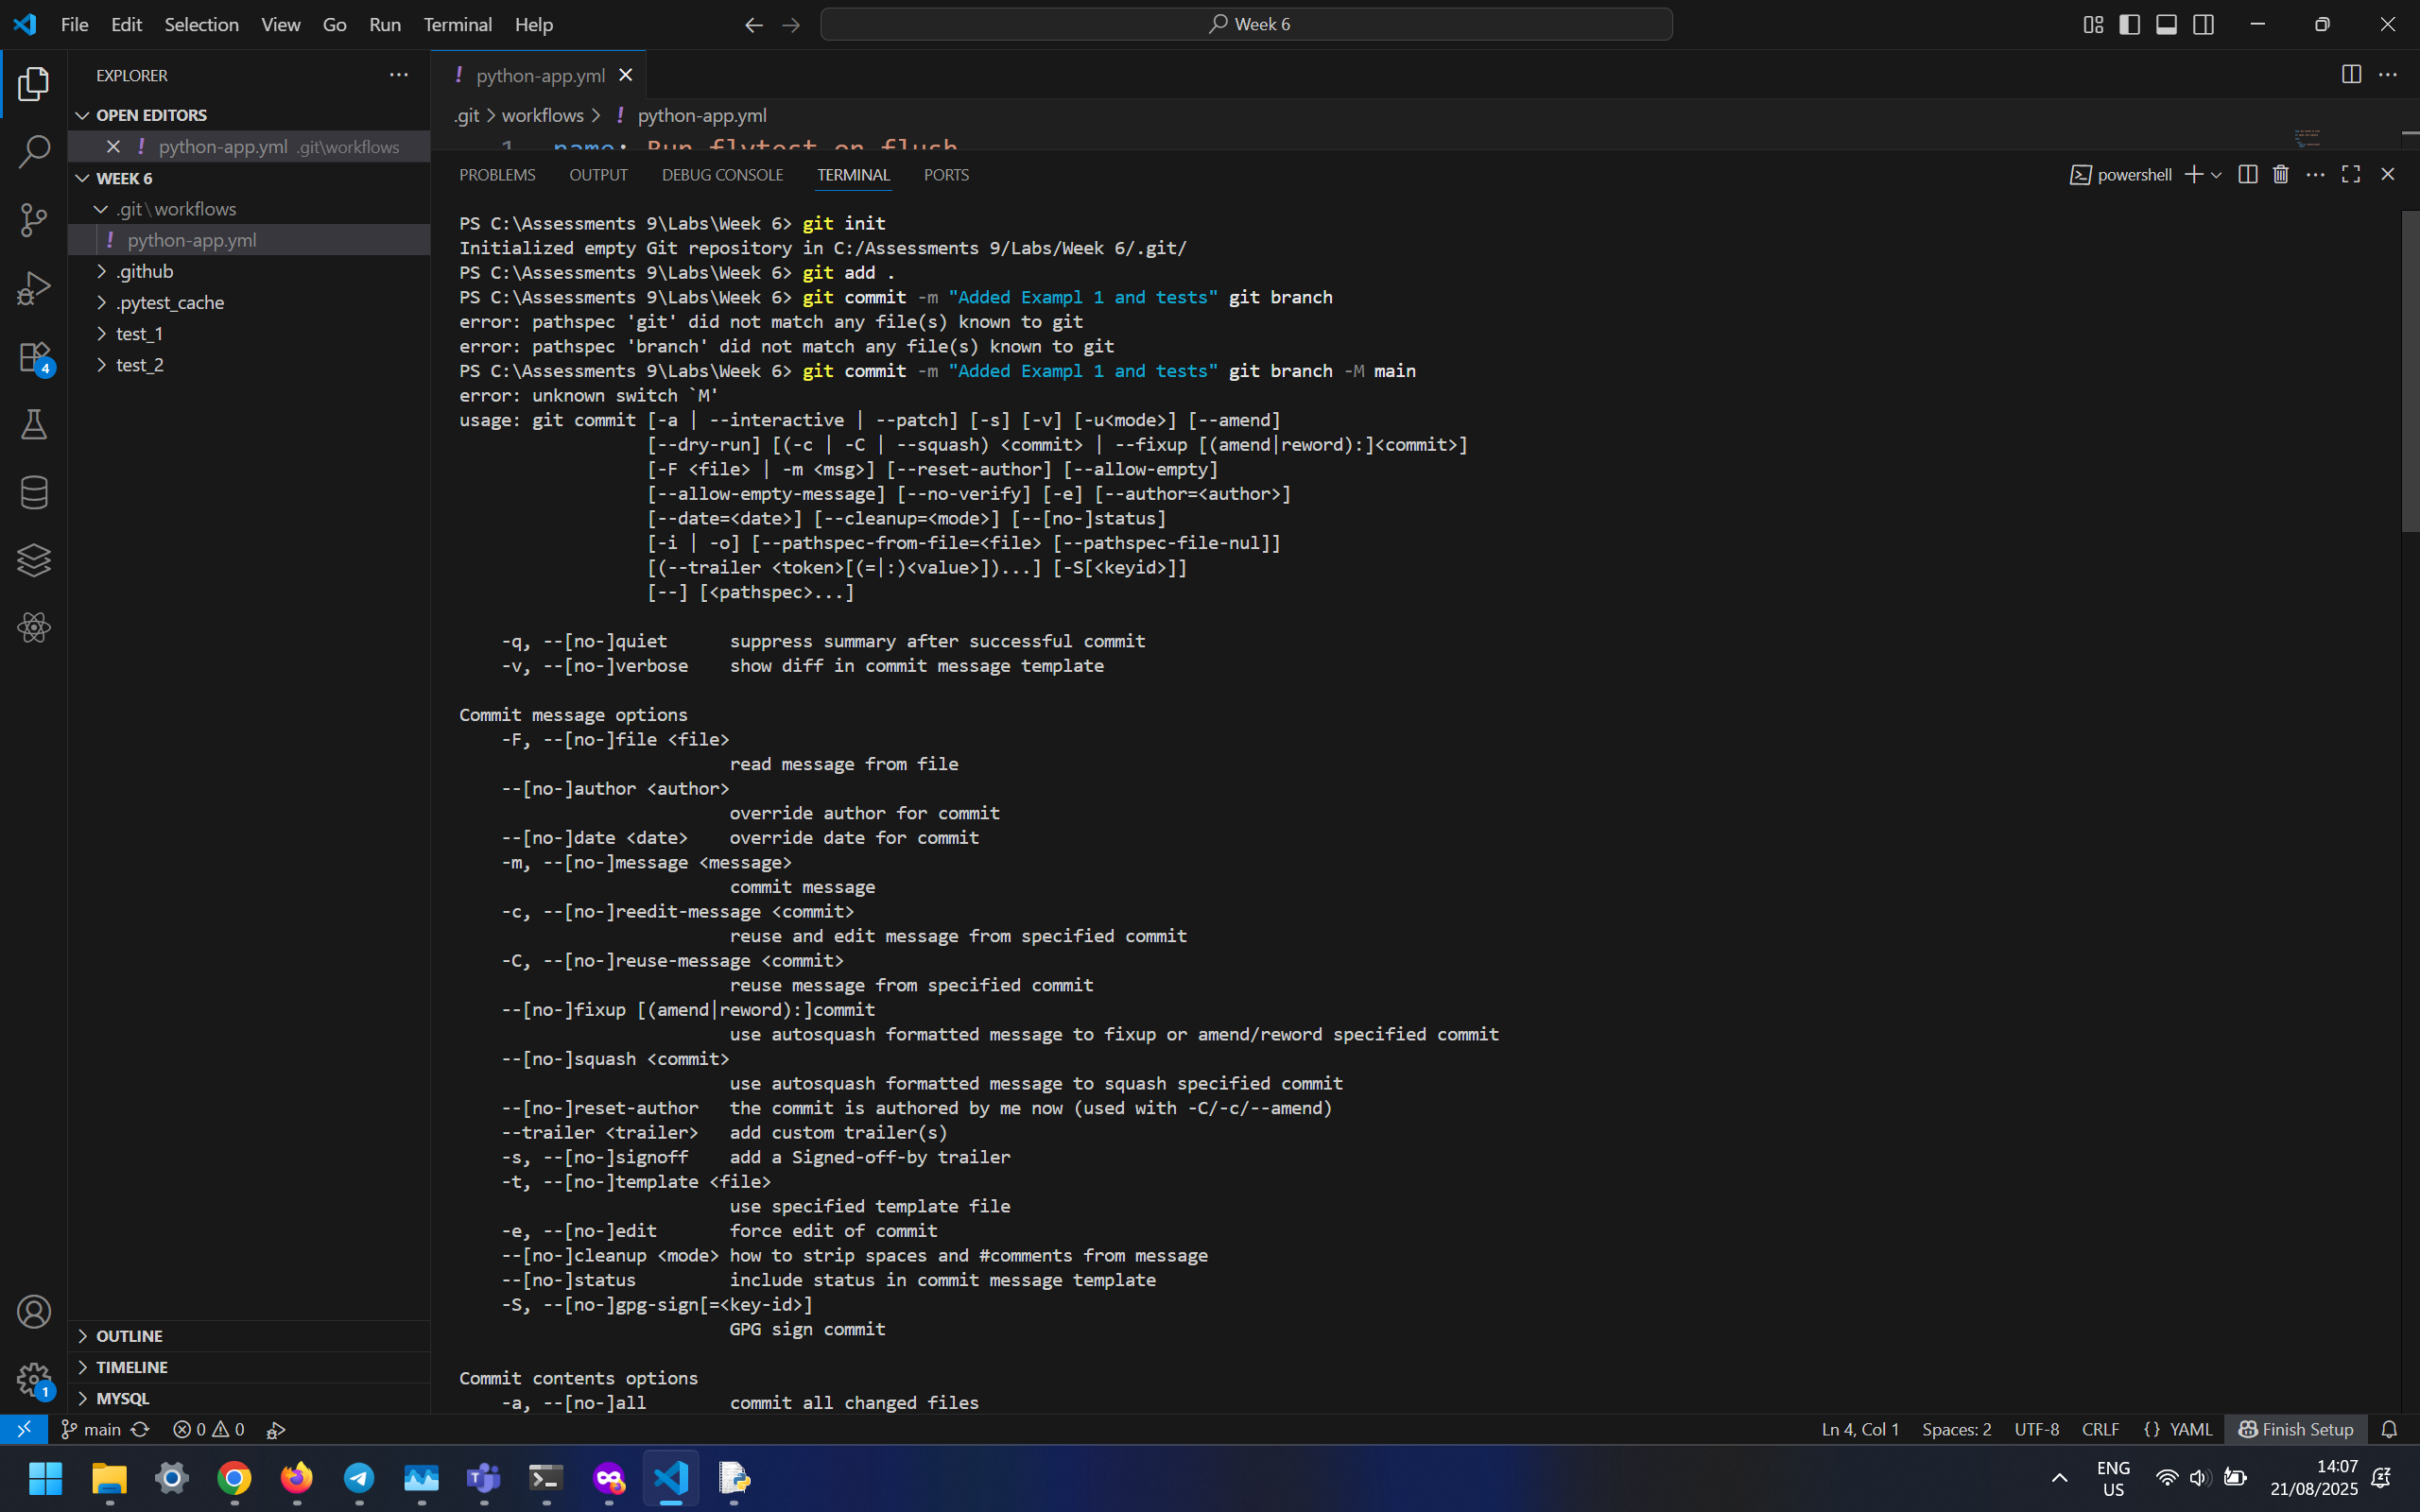 File Edit Selection View Go Run Terminal Help
Week 6
EXPLORER
OPEN EDITORS
python-app.yml .git\workflows
WEEK 6
.git\workflows
python-app.yml
.github
.pytest_cache
test_1
test_2
OUTLINE
TIMELINE
MYSQL
4
1
python-app.yml
.git > workflows > ! python-app.yml
PROBLEMS OUTPUT DEBUG CONSOLE TERMINAL PORTS
powershell
PS C:\Assessments 9\Labs\Week 6> git init
Initialized empty Git repository in C:/Assessments 9/Labs/Week 6/.git/
PS C:\Assessments 9\Labs\Week 6> git add .
PS C:\Assessments 9\Labs\Week 6> git commit -m "Added Exampl 1 and tests" git branch
error: pathspec 'git' did not match any file(s) known to git
error: pathspec 'branch' did not match any file(s) known to git
PS C:\Assessments 9\Labs\Week 6> git commit -m "Added Exampl 1 and tests" git branch -M main
error: unknown switch `M'
usage: git commit [-a | --interactive | --patch] [-s] [-v] [-u<mode>] [--amend]
[--dry-run] [(-c | -C | --squash) <commit> | --fixup [(amend|reword):]<commit>]
[-F <file> | -m <msg>] [--reset-author] [--allow-empty]
[--allow-empty-message] [--no-verify] [-e] [--author=<author>]
[--date=<date>] [--cleanup=<mode>] [--[no-]status]
[-i | -o] [--pathspec-from-file=<file> [--pathspec-file-nul]]
[(--trailer <token>[(=|:)<value>])...] [-S[<keyid>]]
[--] [<pathspec>...]
-q, --[no-]quiet suppress summary after successful commit
-v, --[no-]verbose show diff in commit message template
Commit message options
-F, --[no-]file <file>
read message from file
--[no-]author <author>
override author for commit
--[no-]date <date> override date for commit
-m, --[no-]message <message>
commit message
-c, --[no-]reedit-message <commit>
reuse and edit message from specified commit
-C, --[no-]reuse-message <commit>
reuse message from specified commit
--[no-]fixup [(amend|reword):]commit
use autosquash formatted message to fixup or amend/reword specified commit
--[no-]squash <commit>
use autosquash formatted message to squash specified commit
--[no-]reset-author the commit is authored by me now (used with -C/-c/--amend)
--trailer <trailer> add custom trailer(s)
-s, --[no-]signoff add a Signed-off-by trailer
-t, --[no-]template <file>
use specified template file
-e, --[no-]edit force edit of commit
--[no-]cleanup <mode> how to strip spaces and #comments from message
--[no-]status include status in commit message template
-S, --[no-]gpg-sign[=<key-id>]
GPG sign commit
Commit contents options
-a, --[no-]all commit all changed files
main 0 0
Ln 4, Col 1 Spaces: 2 UTF-8 CRLF {} YAML Finish Setup
ENG
US
14:07
21/08/2025